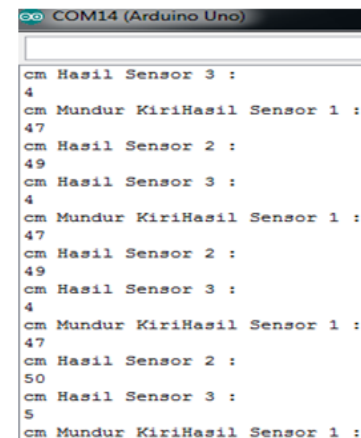 COM14 (Arduino Uno)
cm Hasil Sensor 3 :
4
cm Mundur KiriHasil Sensor 1 :
47
cm Hasil Sensor 2 :
49
cm Hasil Sensor 3 :
4
cm Mundur KiriHasil Sensor 1 :
47
cm Hasil Sensor 2 :
49
cm Hasil Sensor 3 :
4
cm Mundur KiriHasil Sensor 1 :
47
cm Hasil Sensor 2 :
50
cm Hasil Sensor 3 :
5
cm Mundur KiriHasil Sensor 1 :